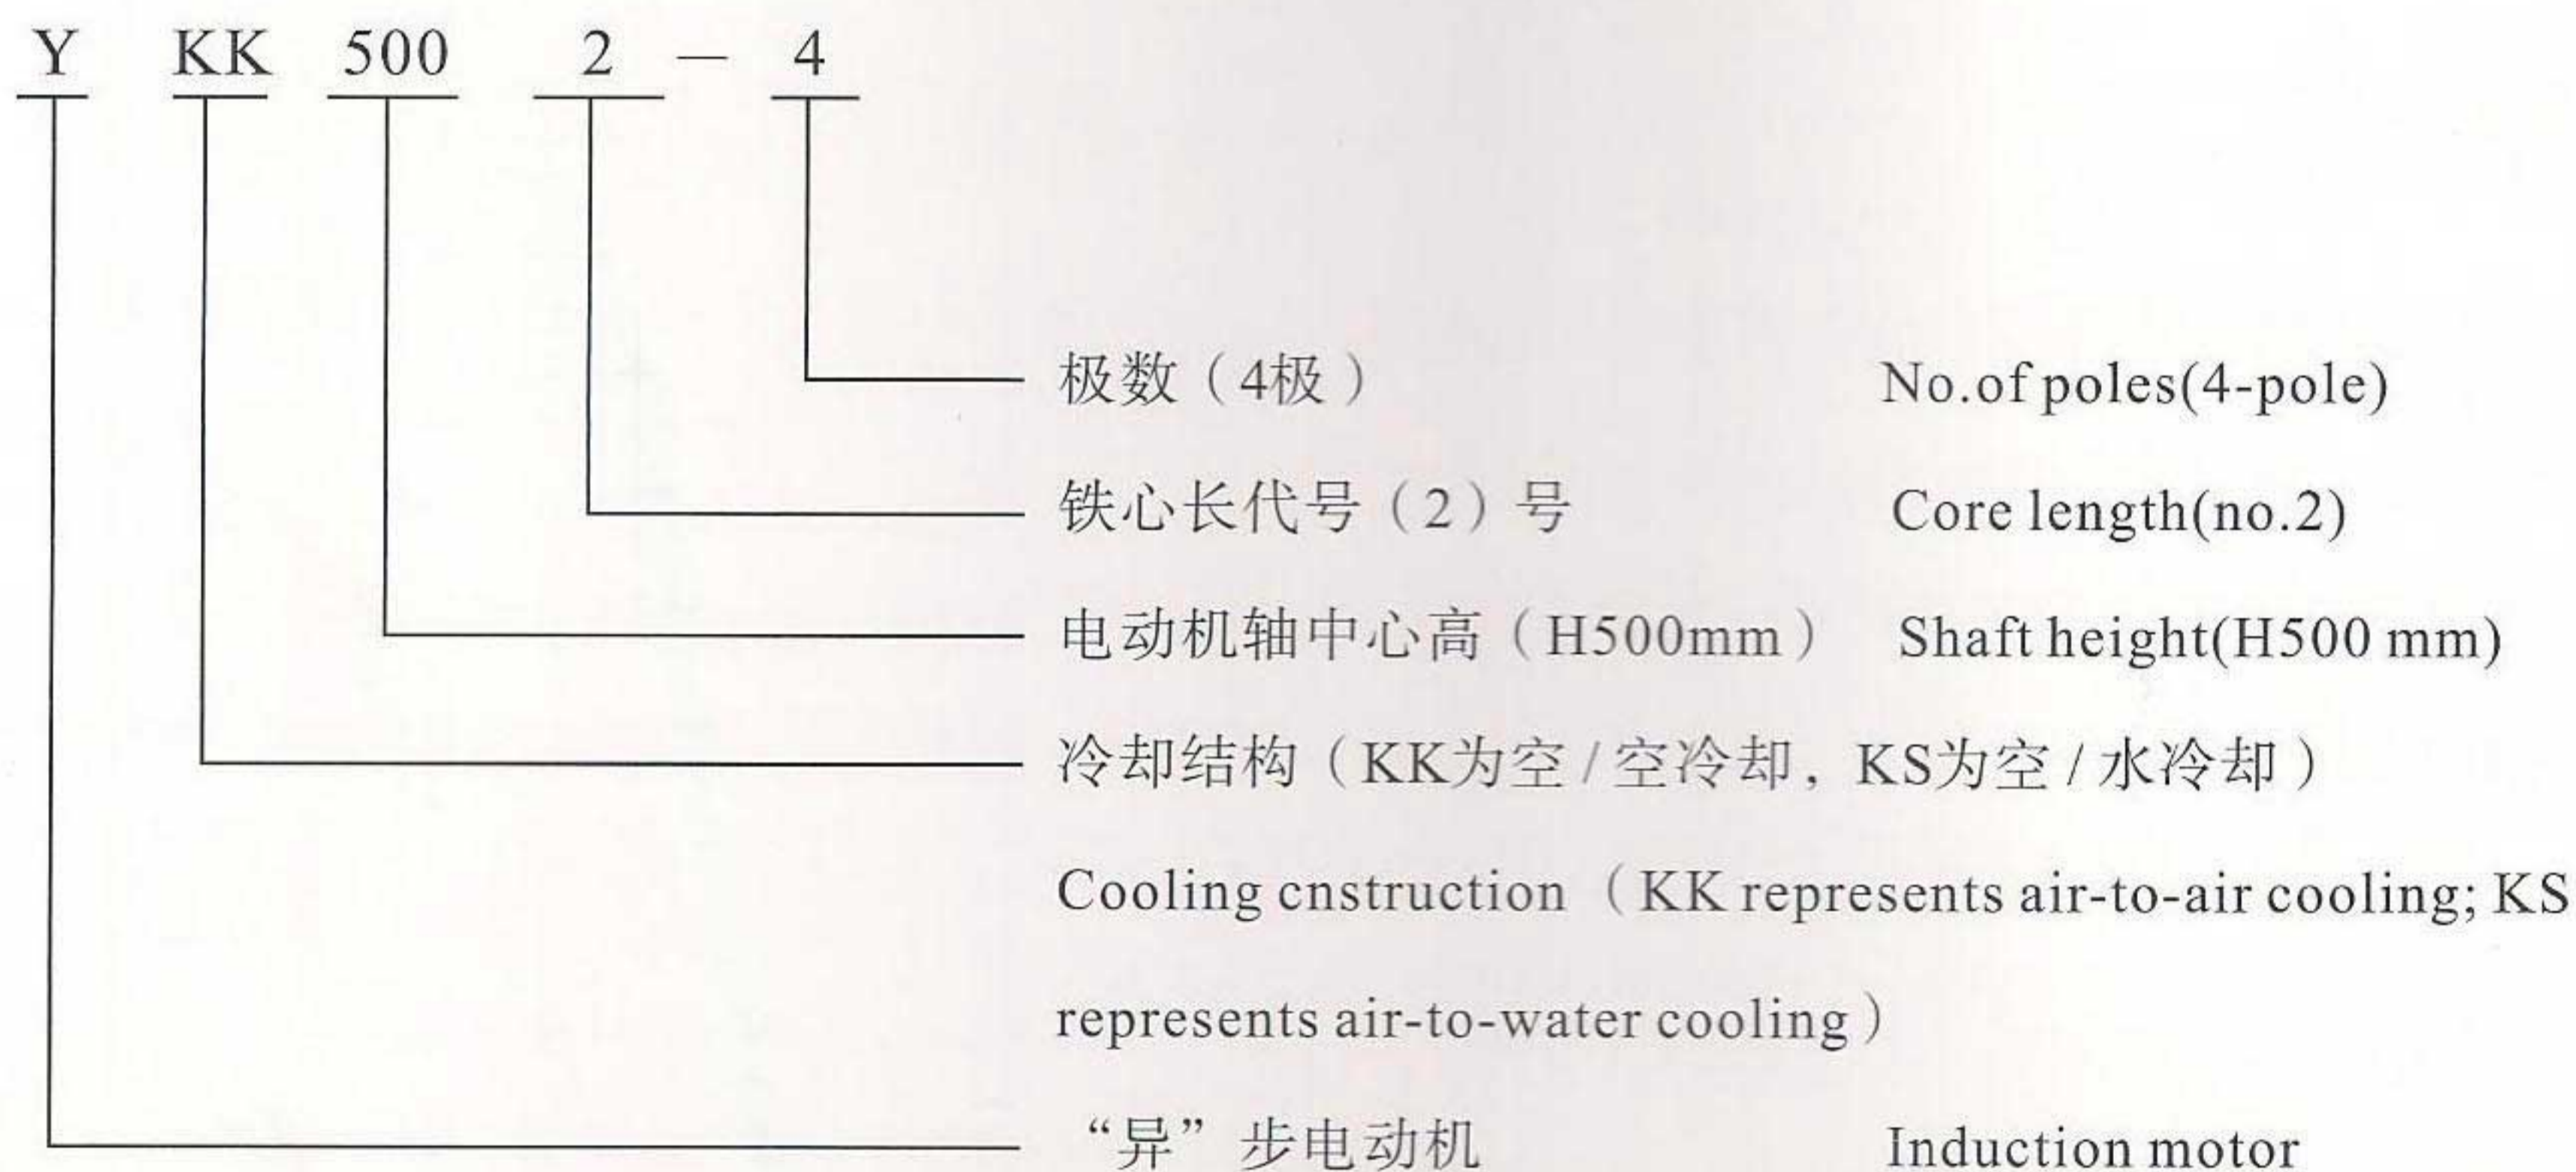 Y KK 500 2 — 4
极数（4极） No.of poles(4-pole)
铁心长代号（2）号 Core length(no.2)
电动机轴中心高（H500mm） Shaft height(H500 mm)
冷却结构（KK为空/空冷却，KS为空/水冷却）
Cooling cnstruction （KK represents air-to-air cooling; KS
represents air-to-water cooling）
“异”步电动机 Induction motor